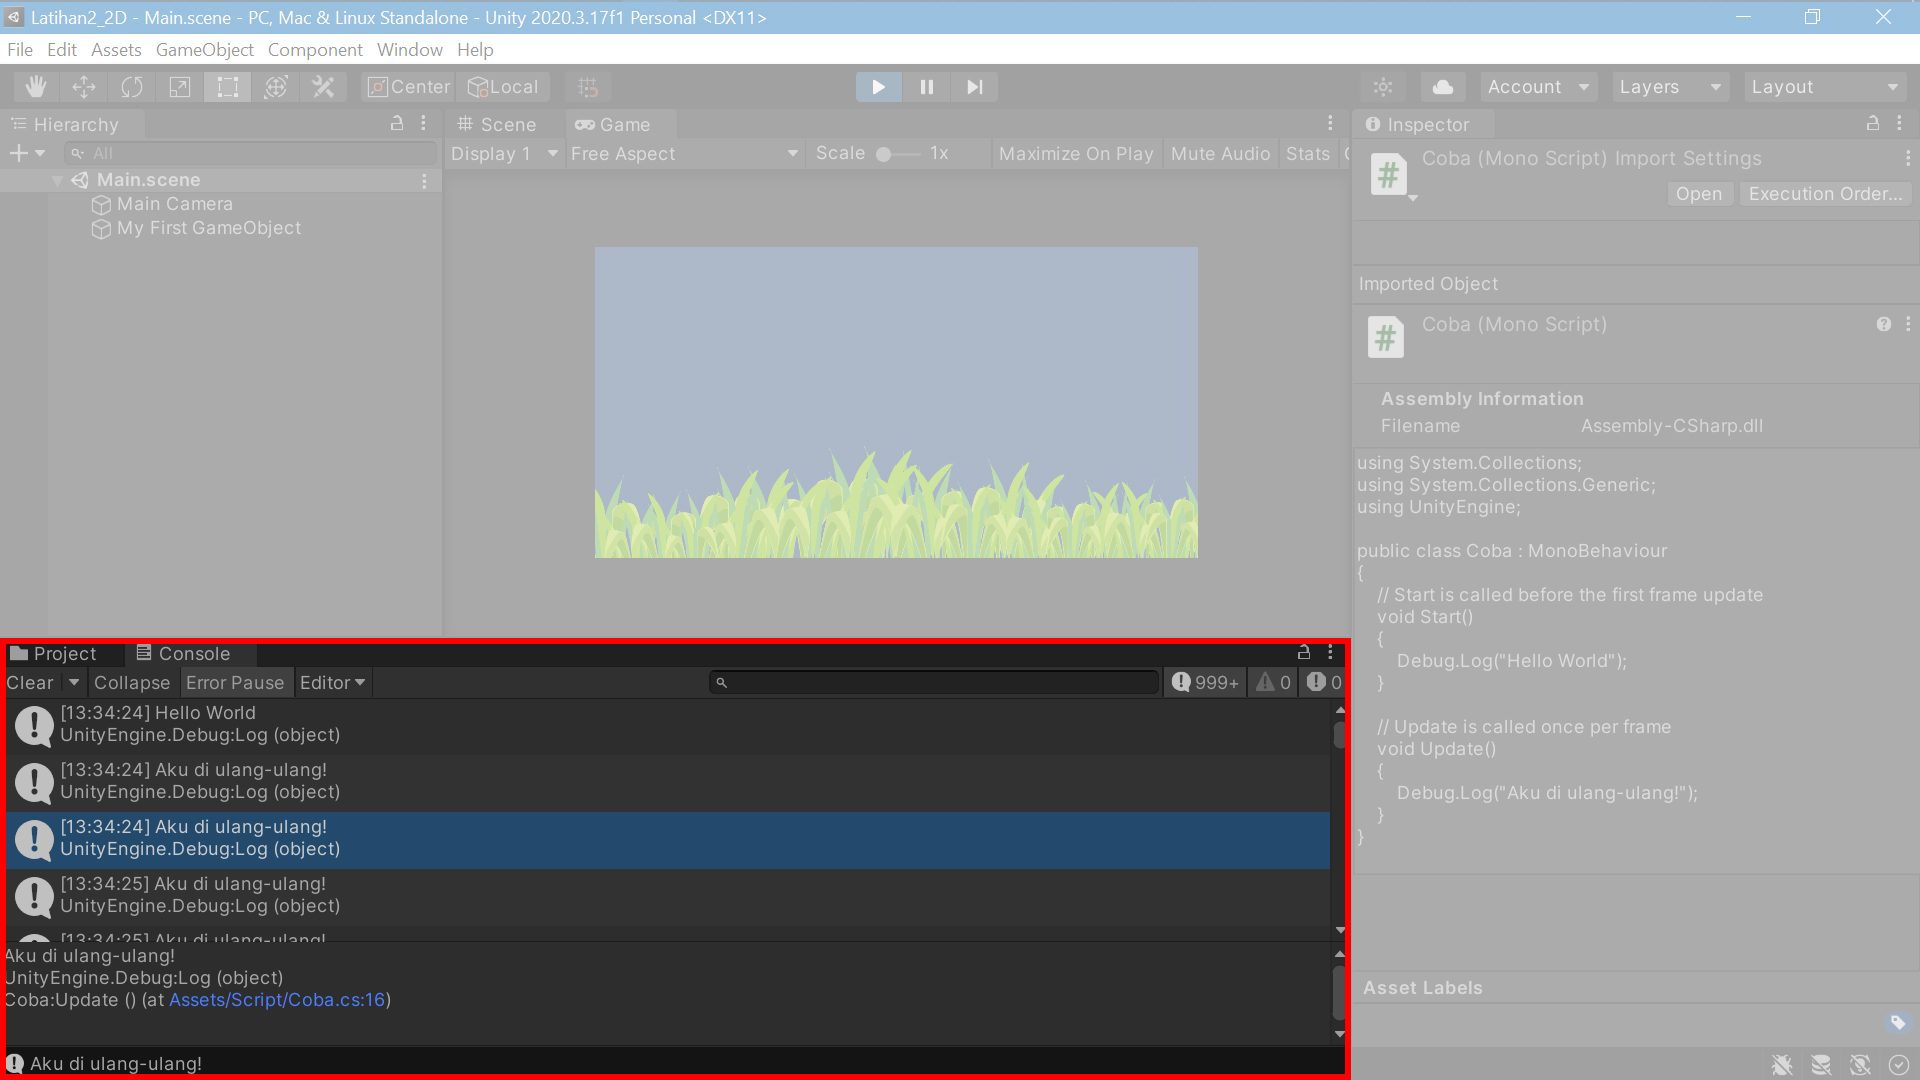 Latihan2_2D - Main.scene - PC, Mac & Linux Standalone - Unity 2020.3.17f1 Personal <DX11>
File Edit Assets GameObject Component Window Help
Center Local Account Layers Layout
Hierarchy
All
Main.scene
Main Camera
My First GameObject
Scene Game
Display 1 Free Aspect Scale 1x Maximize On Play Mute Audio Stats
Inspector
Coba (Mono Script) Import Settings
Open Execution Order...
Imported Object
Coba (Mono Script)
Assembly Information
Filename Assembly-CSharp.dll
using System.Collections;
using System.Collections.Generic;
using UnityEngine;
public class Coba : MonoBehaviour
{
// Start is called before the first frame update
void Start()
{
Debug.Log("Hello World");
}
// Update is called once per frame
void Update()
{
Debug.Log("Aku di ulang-ulang!");
}
}
Asset Labels
Project Console
Clear Collapse Error Pause Editor 999+ 0 0
[13:34:24] Hello World
UnityEngine.Debug:Log (object)
[13:34:24] Aku di ulang-ulang!
UnityEngine.Debug:Log (object)
[13:34:24] Aku di ulang-ulang!
UnityEngine.Debug:Log (object)
[13:34:25] Aku di ulang-ulang!
UnityEngine.Debug:Log (object)
[13:34:25] Aku di ulang-ulang!
Aku di ulang-ulang!
UnityEngine.Debug:Log (object)
Coba:Update () (at Assets/Script/Coba.cs:16)
Aku di ulang-ulang!